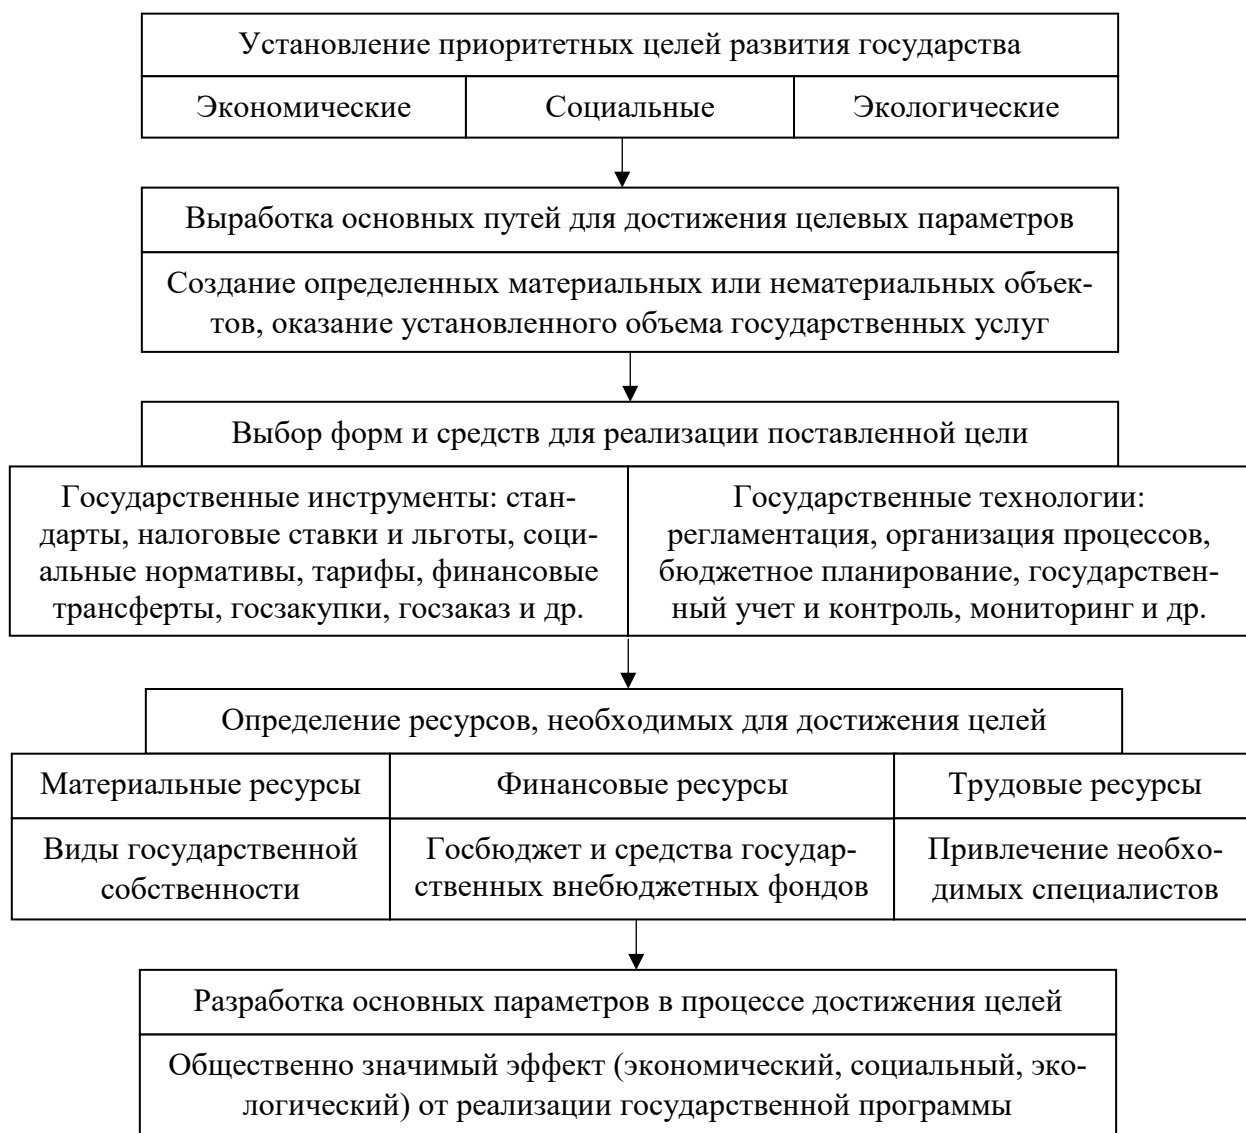 Установление приоритетных целей развития государства
Экономические
Социальные
Экологические
Выработка основных путей для достижения целевых параметров
Создание определенных материальных или нематериальных объек-
тов, оказание установленного объема государственных услуг
Выбор форм и средств для реализации поставленной цели
Государственные инструменты: стан-
дарты, налоговые ставки и льготы, соци-
альные нормативы, тарифы, финансовые
трансферты, госзакупки, госзаказ и др.
Государственные технологии:
регламентация, организация процессов,
бюджетное планирование, государствен-
ный учет и контроль, мониторинг и др.
Определение ресурсов, необходимых для достижения целей
Материальные ресурсы
Финансовые ресурсы
Трудовые ресурсы
Виды государственной
собственности
Госбюджет и средства государ-
ственных внебюджетных фондов
Привлечение необхо-
димых специалистов
Разработка основных параметров в процессе достижения целей
Общественно значимый эффект (экономический, социальный, эко-
логический) от реализации государственной программы